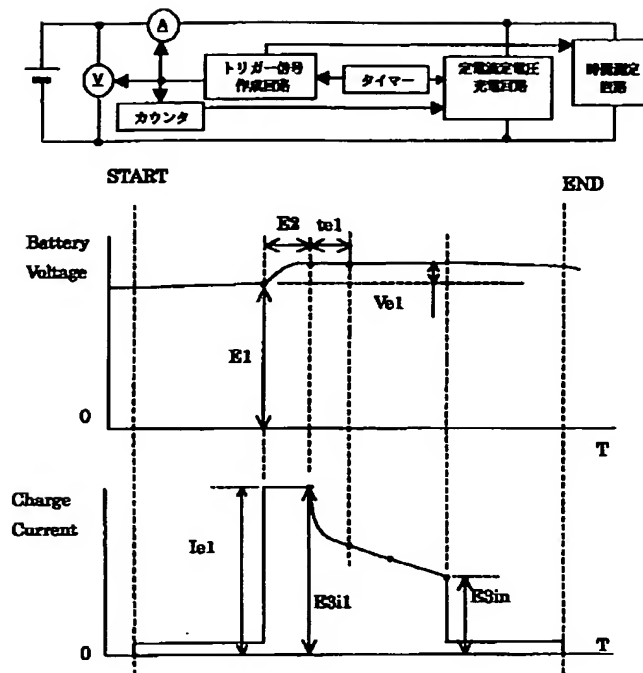 A
V
トリガー信号
作成回路
タイマー
定電流定電圧
充電回路
時間測定
回路
カウンタ
START
END
E2 te1
Battery
Voltage
Ve1
E1
0
T
Charge
Current
Ie1
E3i1
E3in
0
T